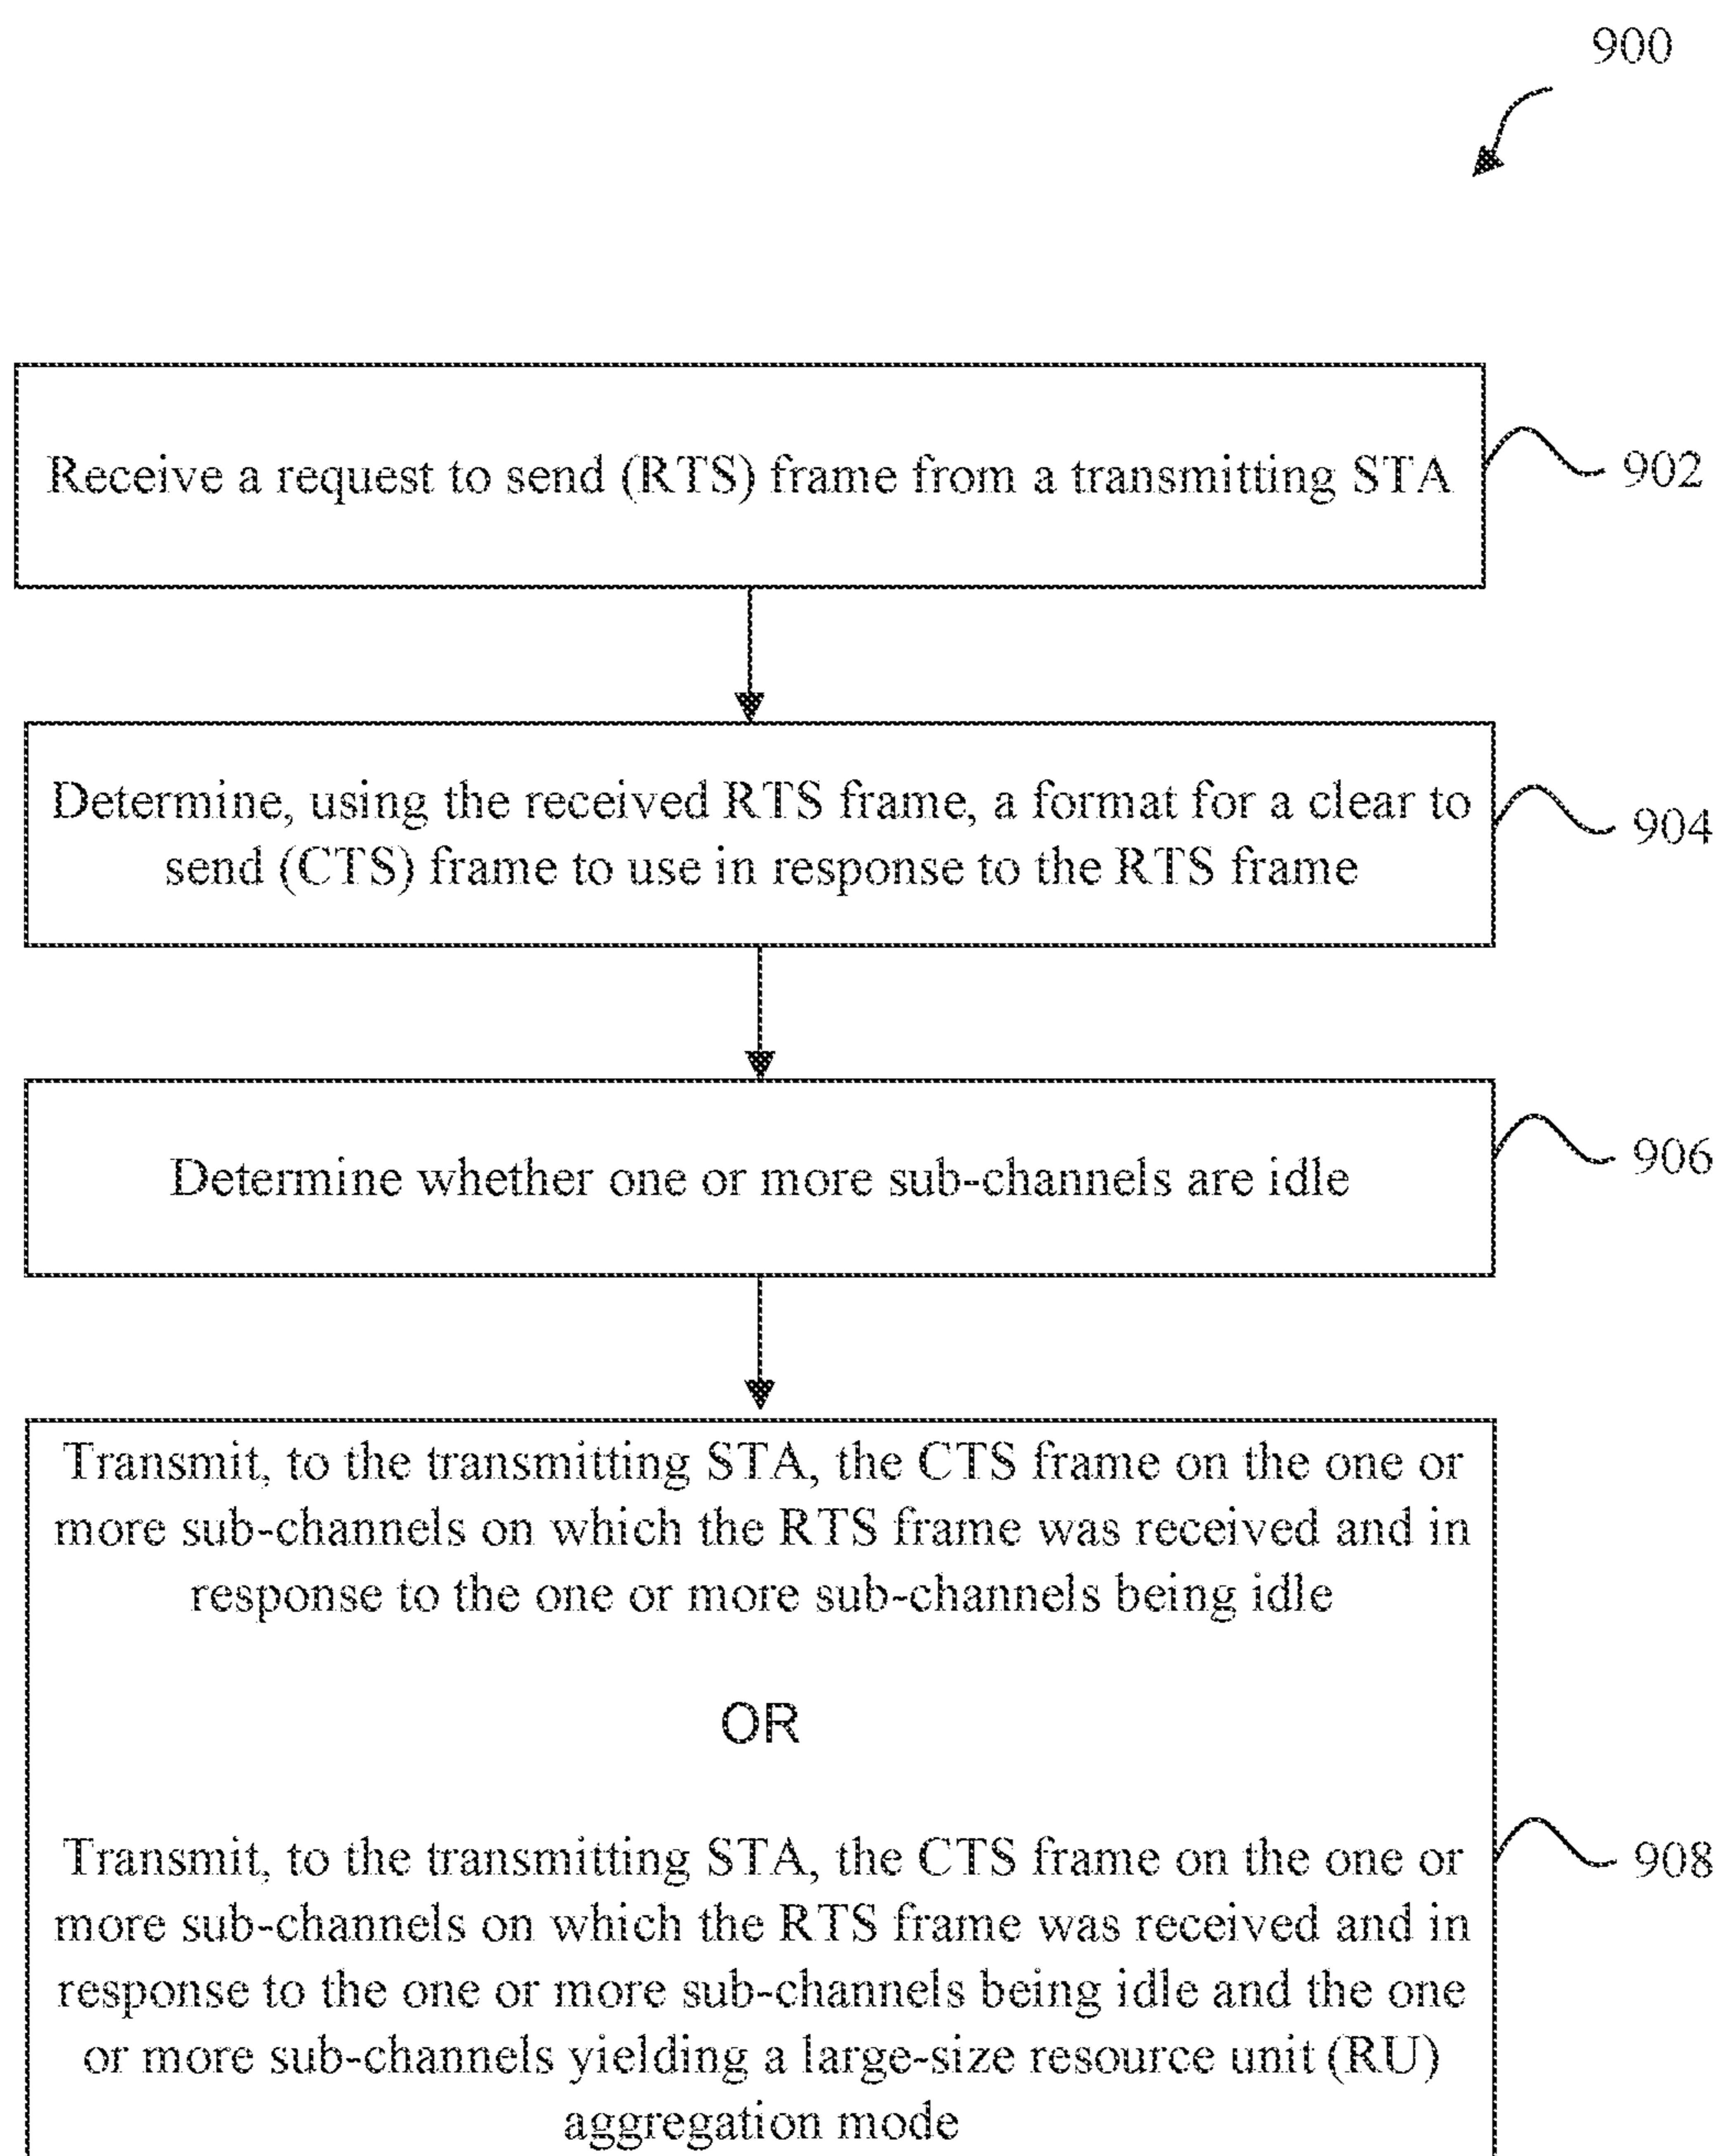 900
Receive a request to send (RTS) frame from a transmitting STA
902
Determine, using the received RTS frame, a format for a clear to
send (CTS) frame to use in response to the RTS frame
904
Determine whether one or more sub-channels are idle
906
Transmit, to the transmitting STA, the CTS frame on the one or
more sub-channels on which the RTS frame was received and in
response to the one or more sub-channels being idle
OR
Transmit, to the transmitting STA, the CTS frame on the one or
more sub-channels on which the RTS frame was received and in
response to the one or more sub-channels being idle and the one
or more sub-channels yielding a large-size resource unit (RU)
aggregation mode
908